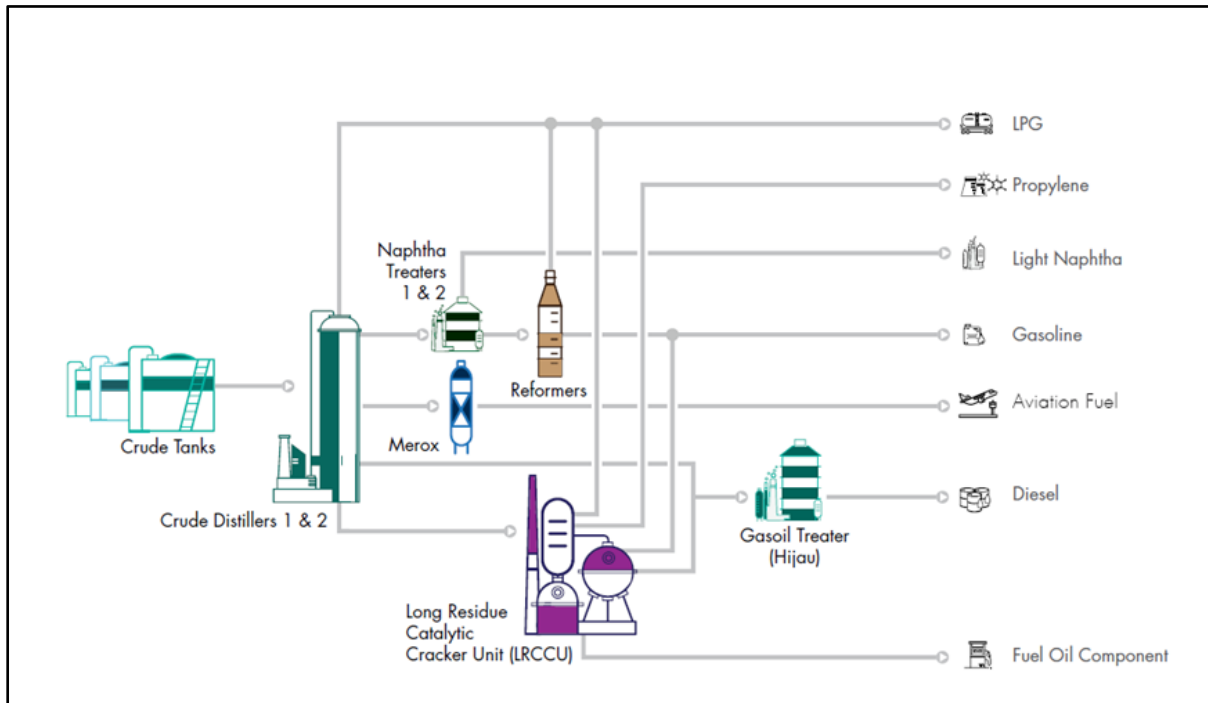 LPG
Propylene
Naphtha
Treaters
1 & 2
Light Naphtha
Gasoline
Reformers
Aviation Fuel
Crude Tanks
Merox
Diesel
Crude Distillers 1 & 2
Gasoil Treater
(Hijau)
Long Residue
Catalytic
Cracker Unit (LRCCU)
Fuel Oil Component